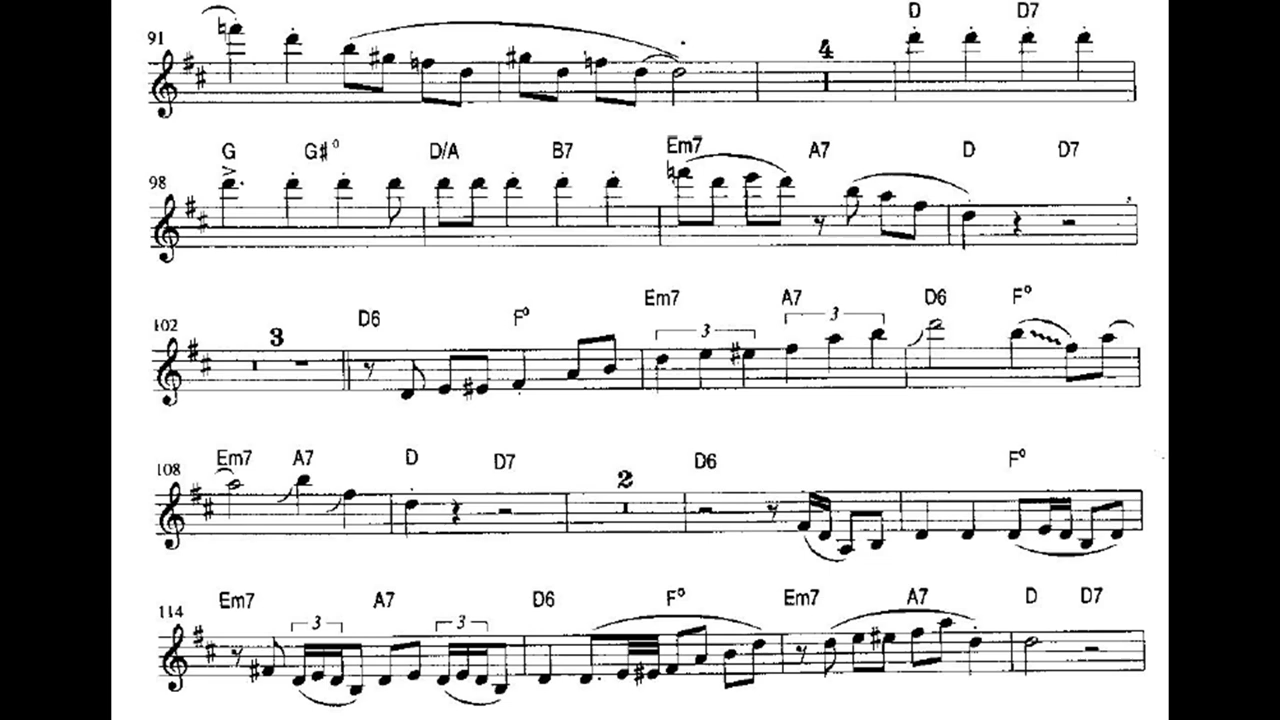 D D7
91 4
G G#° D/A B7 Em7 A7 D D7
98
D6 F° Em7 A7 D6 F°
102 3 3 3
Em7 A7 D D7 D6 F°
108 2
Em7 A7 D6 F° Em7 A7 D D7
114 3 3